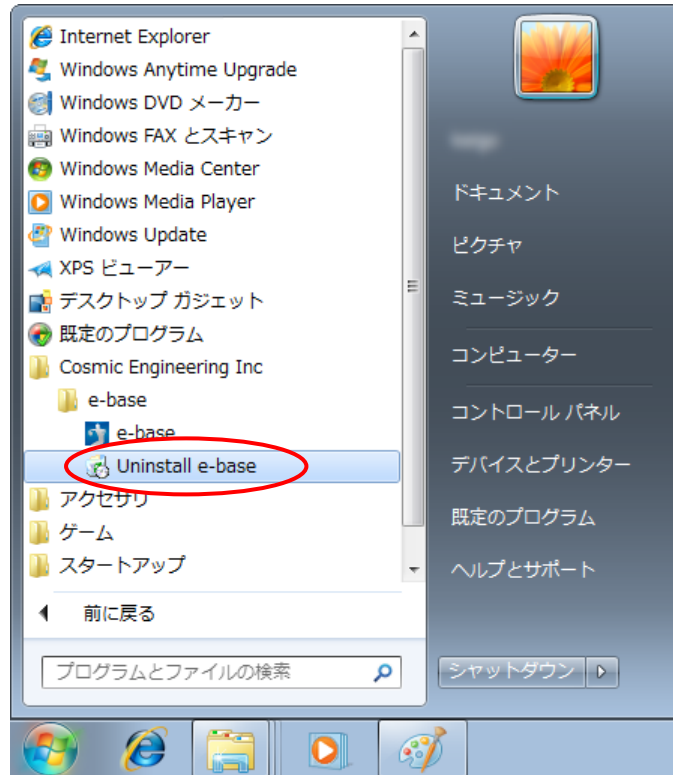 Internet Explorer
Windows Anytime Upgrade
Windows DVD メーカー
Windows FAX とスキャン
Windows Media Center
Windows Media Player
Windows Update
XPS ビューアー
デスクトップ ガジェット
既定のプログラム
Cosmic Engineering Inc
e-base
e-base
Uninstall e-base
アクセサリ
ゲーム
スタートアップ
前に戻る
プログラムとファイルの検索
ドキュメント
ピクチャ
ミュージック
コンピューター
コントロール パネル
デバイスとプリンター
既定のプログラム
ヘルプとサポート
シャットダウン